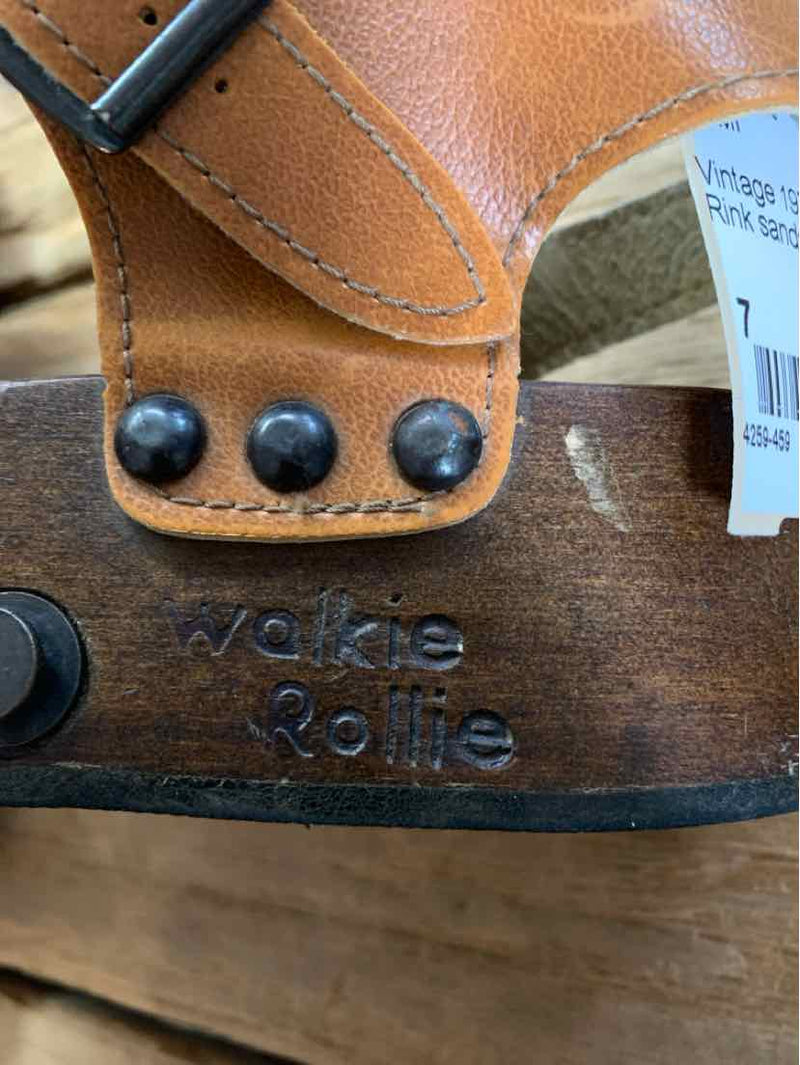 Vintage 19
Rink sand
7
4259-459
Walkie
Rollie